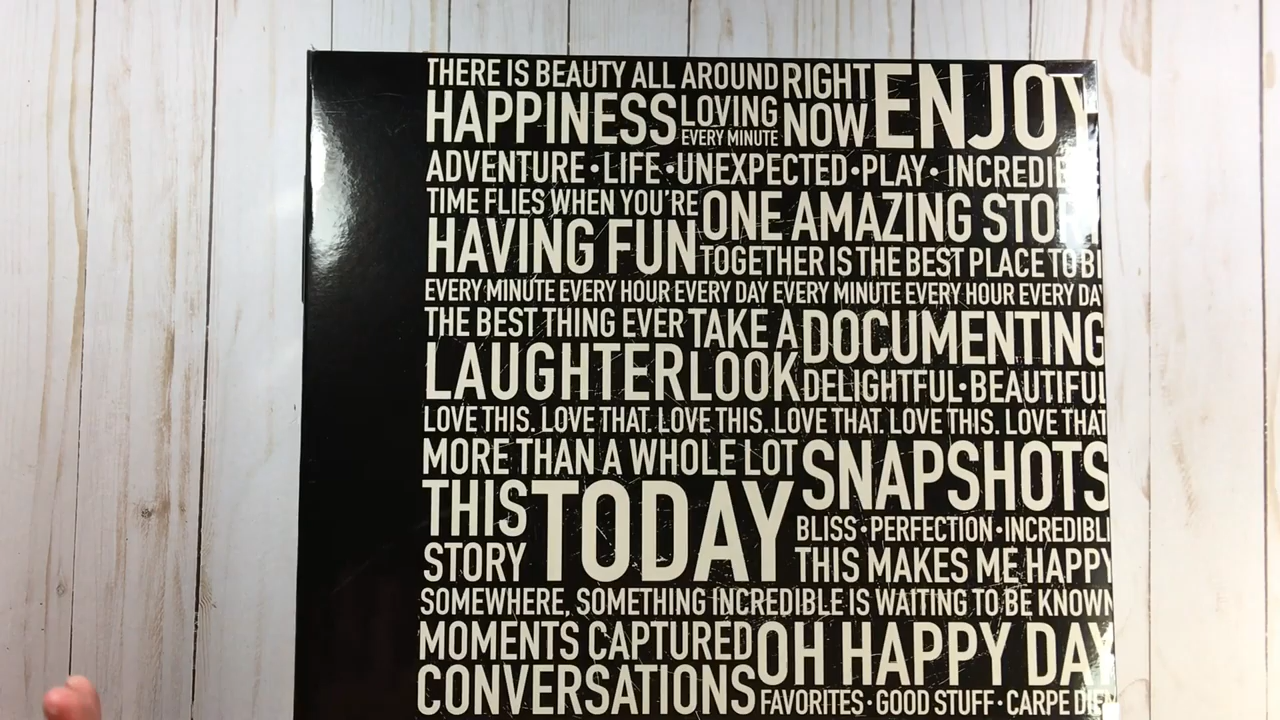 THERE IS BEAUTY ALL AROUND RIGHT ENJOY
HAPPINESS LOVING NOW
EVERY MINUTE
ADVENTURE • LIFE • UNEXPECTED • PLAY •
TIME FLIES WHEN YOU'RE ONE AMAZING
HAVING FUN TOGETHER IS THE BEST PLACE TO
EVERY MINUTE EVERY HOUR EVERY DAY EVERY MINUTE EVERY HOUR EVERY DAY
THE BEST THING EVER TAKE A DOCUMENTING
LAUGHTER LOOK DELIGHTFUL • BEAUTIFUL
LOVE THIS. LOVE THAT. LOVE THIS. LOVE THAT. LOVE THIS. LOVE THAT
MORE THAN A WHOLE LOT SNAPSHOTS
THIS TODAY BLISS • PERFECTION • INCREDIBL
STORY THIS MAKES ME HAPPY
SOMEWHERE, SOMETHING INCREDIBLE IS WAITING TO BE KNOWN
MOMENTS CAPTURED OH HAPPY DAY
CONVERSATIONS FAVORITES • GOOD STUFF • CARPE DIEM